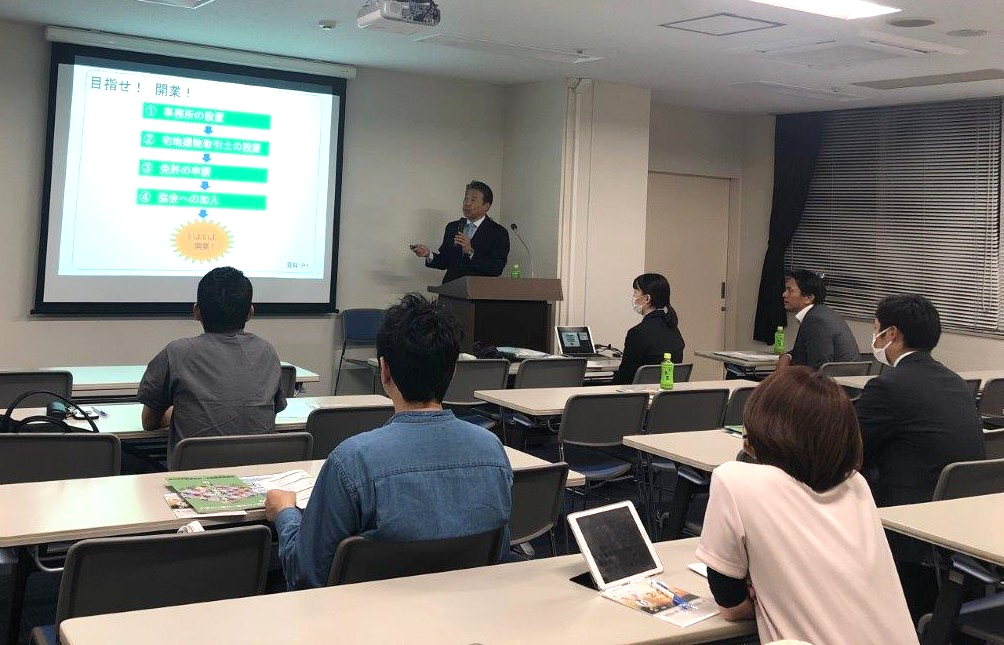 目指せ！ 開業！
① 事務所の設置
② 宅地建物取引士の設置
③ 免許の申請
④ 協会への加入
いよいよ
開業！